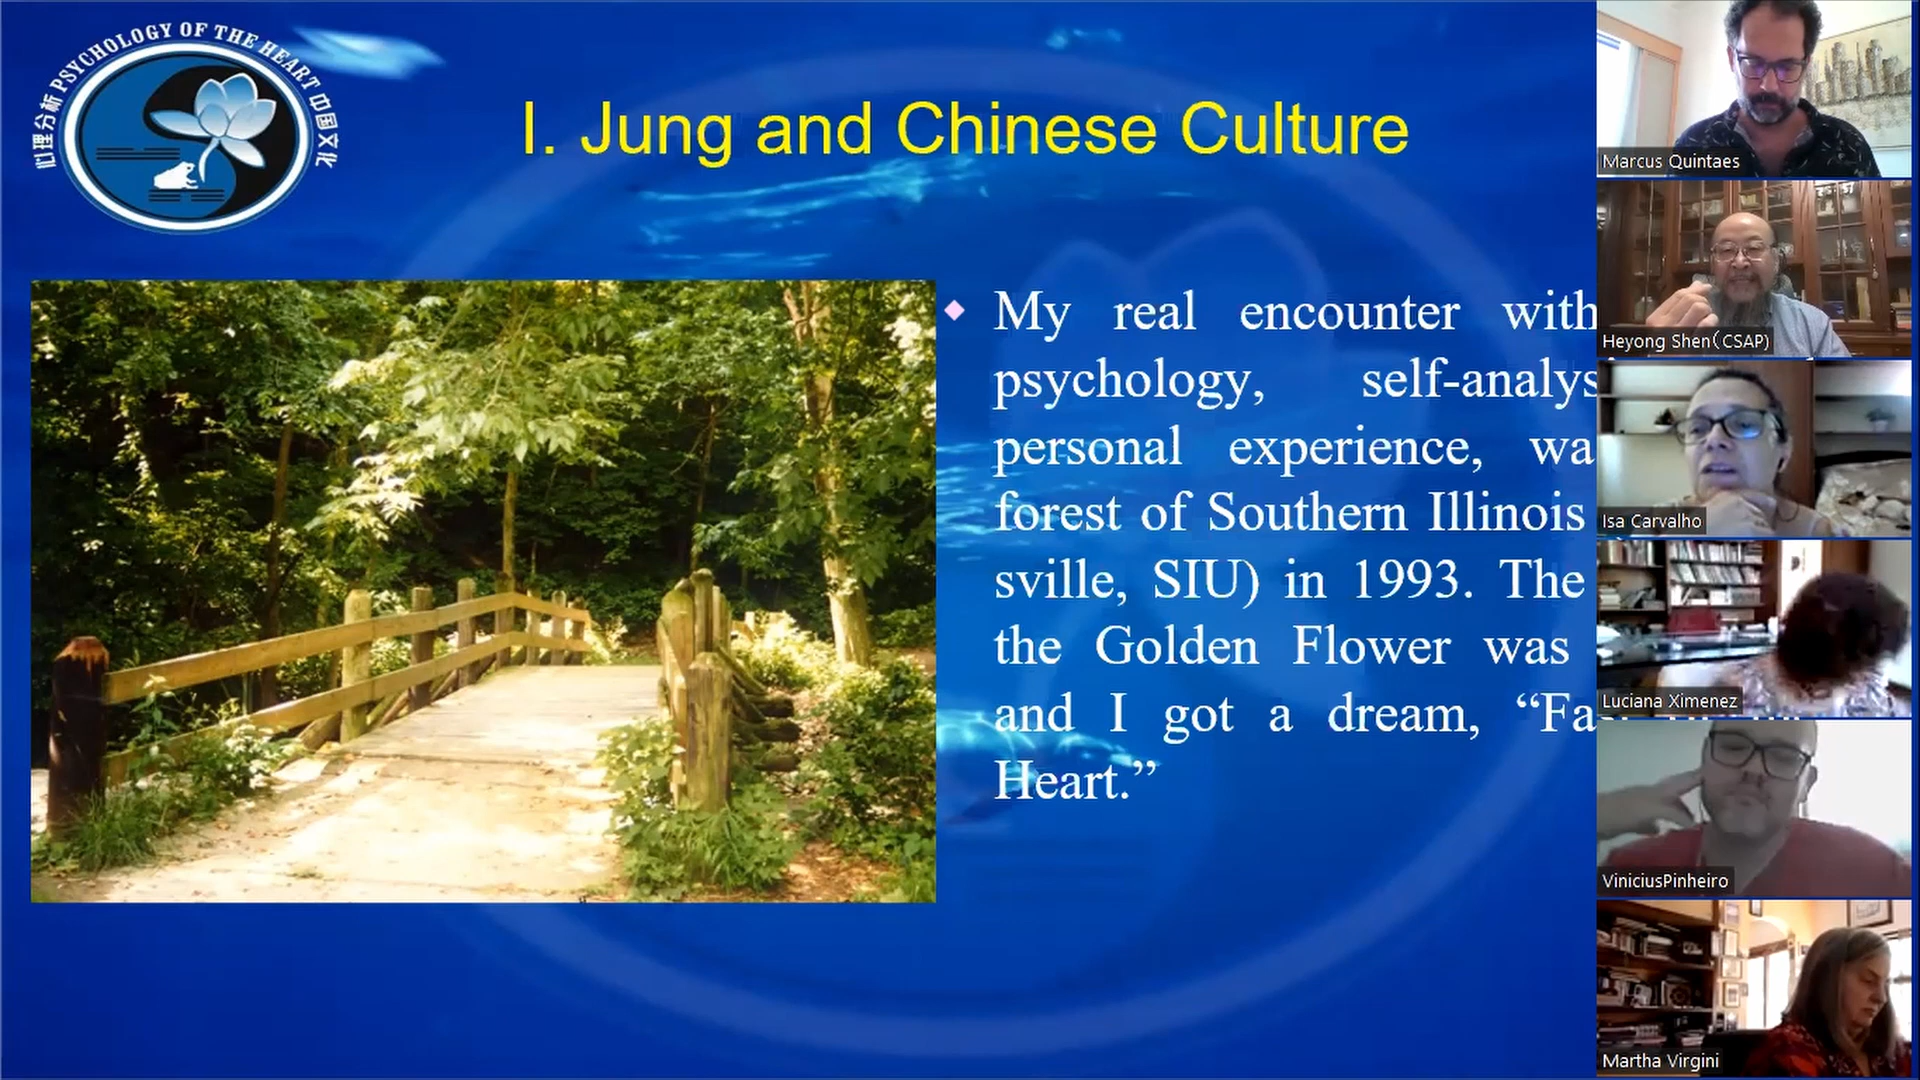 心理分析 PSYCHOLOGY OF THE HEART 中国文化
I. Jung and Chinese Culture
My real encounter with
psychology, self-analys
personal experience, wa
forest of Southern Illinois
sville, SIU) in 1993. The
the Golden Flower was
and I got a dream, “Fa
Heart.”
Marcus Quintaes
Heyong Shen（CSAP)
Isa Carvalho
Luciana Ximenez
ViniciusPinheiro
Martha Virgini